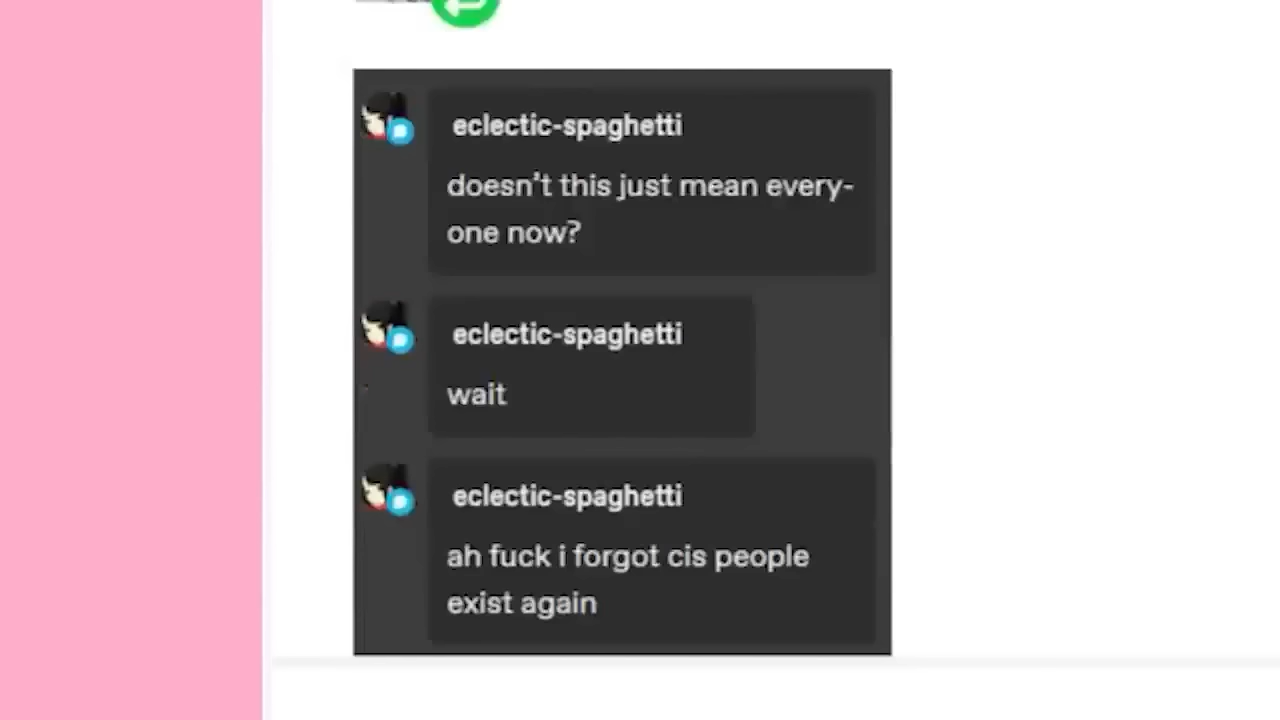 eclectic-spaghetti
doesn't this just mean every-
one now?
eclectic-spaghetti
wait
eclectic-spaghetti
ah fuck i forgot cis people
exist again